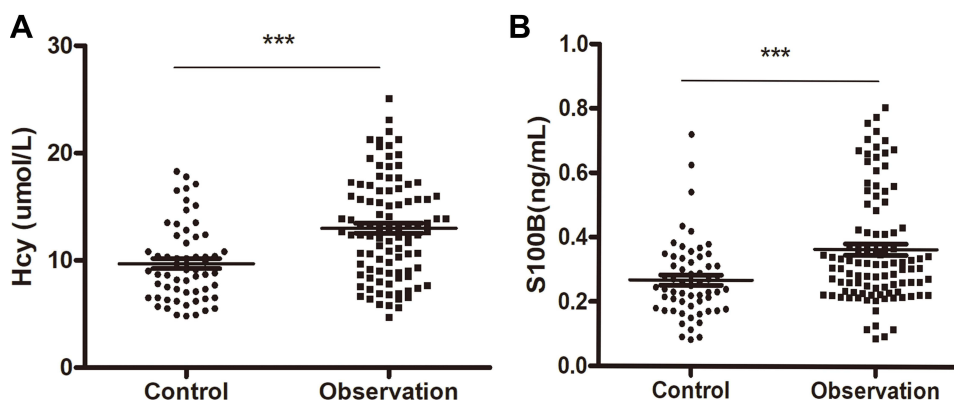 A
Hcy (umol/L)
30
20
10
0
***
Control
Observation
B
S100B(ng/mL)
1.0
0.8
0.6
0.4
0.2
0.0
***
Control
Observation